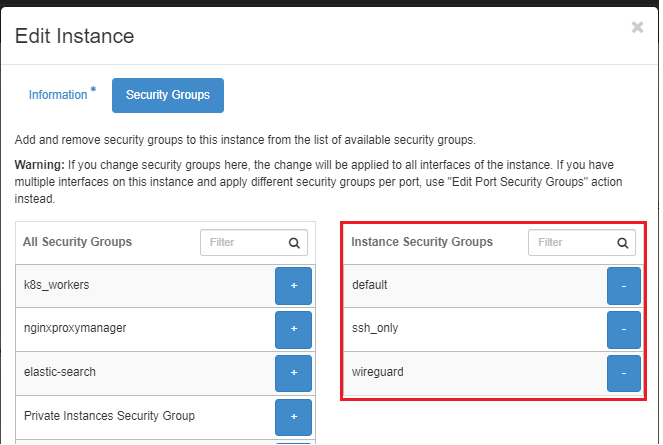 Edit Instance
×
Information *
Security Groups
Add and remove security groups to this instance from the list of available security groups.
Warning: If you change security groups here, the change will be applied to all interfaces of the instance. If you have
multiple interfaces on this instance and apply different security groups per port, use "Edit Port Security Groups" action
instead.
All Security Groups
Filter
k8s_workers
+
nginxproxymanager
+
elastic-search
+
Private Instances Security Group
+
Instance Security Groups
Filter
default
-
ssh_only
-
wireguard
-